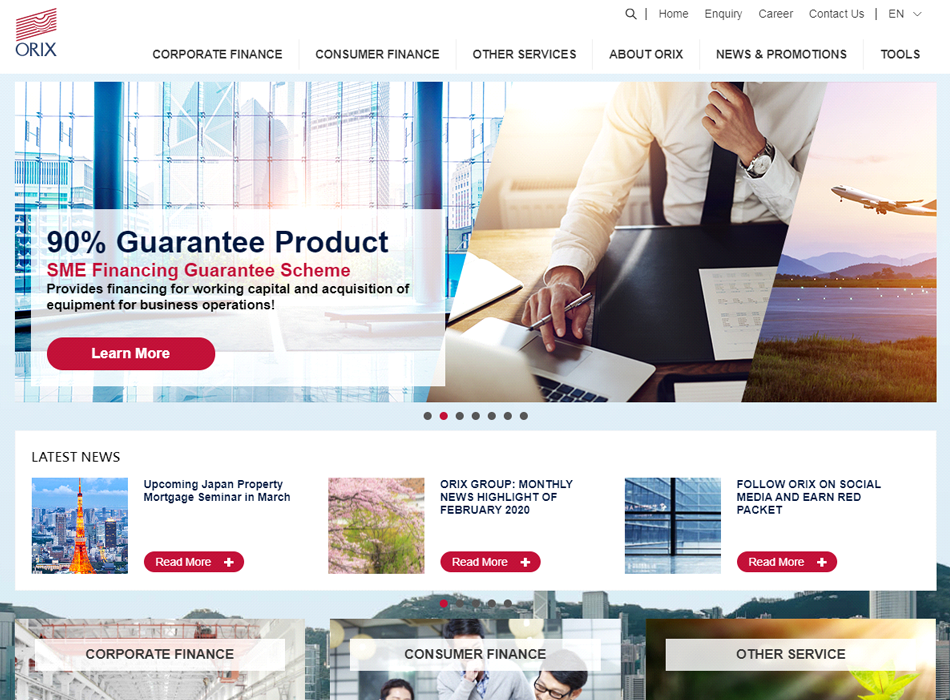 Home Enquiry Career Contact Us EN
ORIX
CORPORATE FINANCE CONSUMER FINANCE OTHER SERVICES ABOUT ORIX NEWS & PROMOTIONS TOOLS
90% Guarantee Product
SME Financing Guarantee Scheme
Provides financing for working capital and acquisition of
equipment for business operations!
Learn More
LATEST NEWS
Upcoming Japan Property
Mortgage Seminar in March
Read More
ORIX GROUP: MONTHLY
NEWS HIGHLIGHT OF
FEBRUARY 2020
Read More
FOLLOW ORIX ON SOCIAL
MEDIA AND EARN RED
PACKET
Read More
CORPORATE FINANCE
CONSUMER FINANCE
OTHER SERVICE